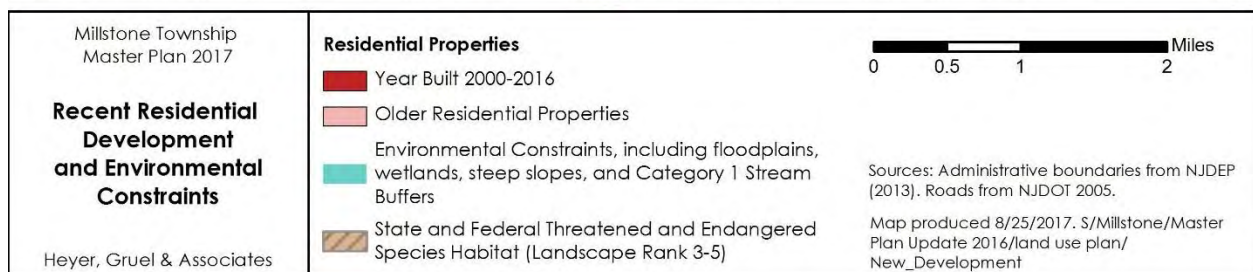 Millstone Township
Master Plan 2017
Recent Residential
Development
and Environmental
Constraints
Heyer, Gruel & Associates
Residential Properties
Year Built 2000-2016
Older Residential Properties
Environmental Constraints, including floodplains,
wetlands, steep slopes, and Category 1 Stream
Buffers
State and Federal Threatened and Endangered
Species Habitat (Landscape Rank 3-5)
Miles
0 0.5 1 2
Sources: Administrative boundaries from NJDEP
(2013). Roads from NJDOT 2005.
Map produced 8/25/2017. S/Millstone/Master
Plan Update 2016/land use plan/
New_Development